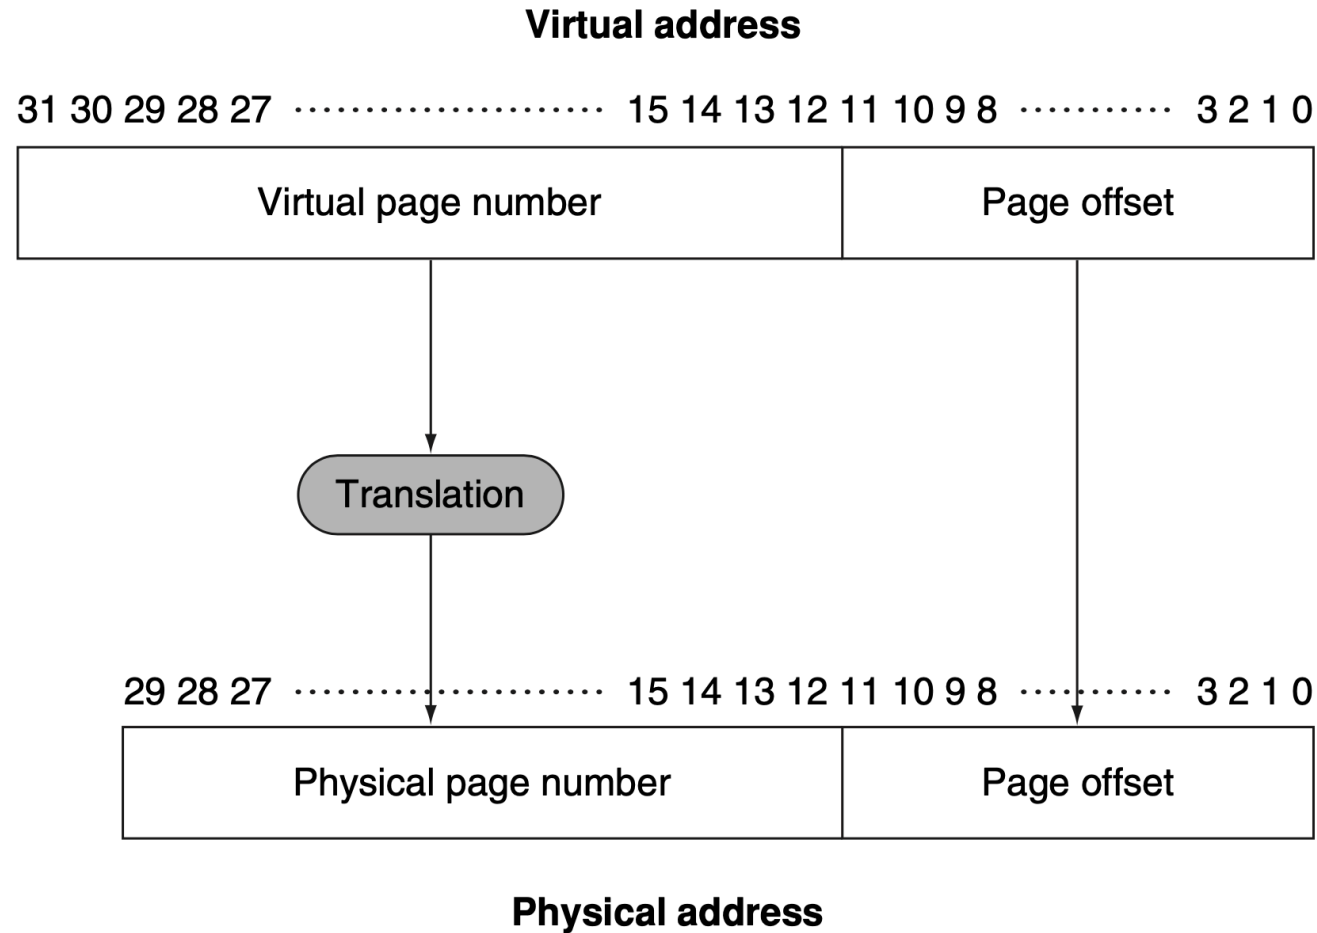 Virtual address
31 30 29 28 27 ····················· 15 14 13 12 11 10 9 8 ··········· 3 2 1 0
Virtual page number Page offset
Translation
29 28 27 ····················· 15 14 13 12 11 10 9 8 ··········· 3 2 1 0
Physical page number Page offset
Physical address